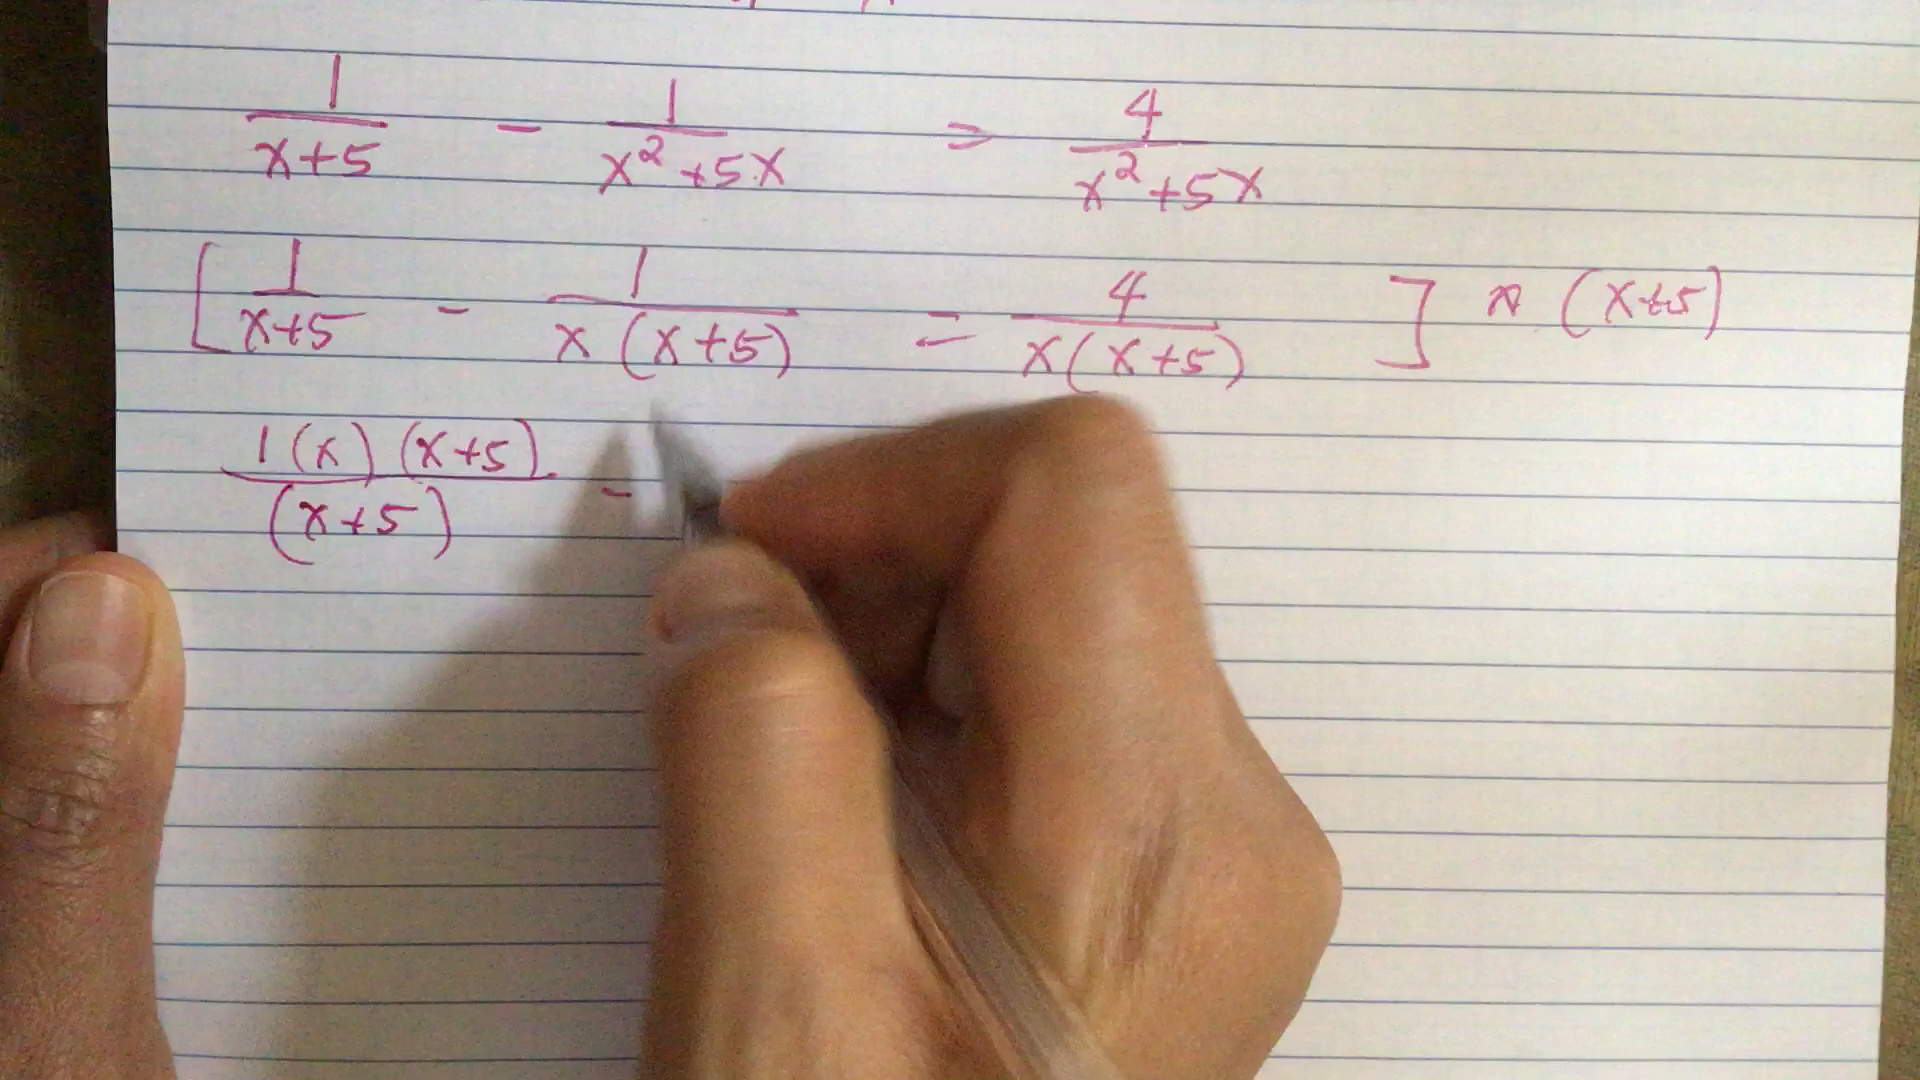 1/(x+5) - 1/(x²+5x) = 4/(x²+5x)
[1/(x+5) - 1/(x(x+5)) = 4/(x(x+5))] x (x+5)
1(x)(x+5)/(x+5) -